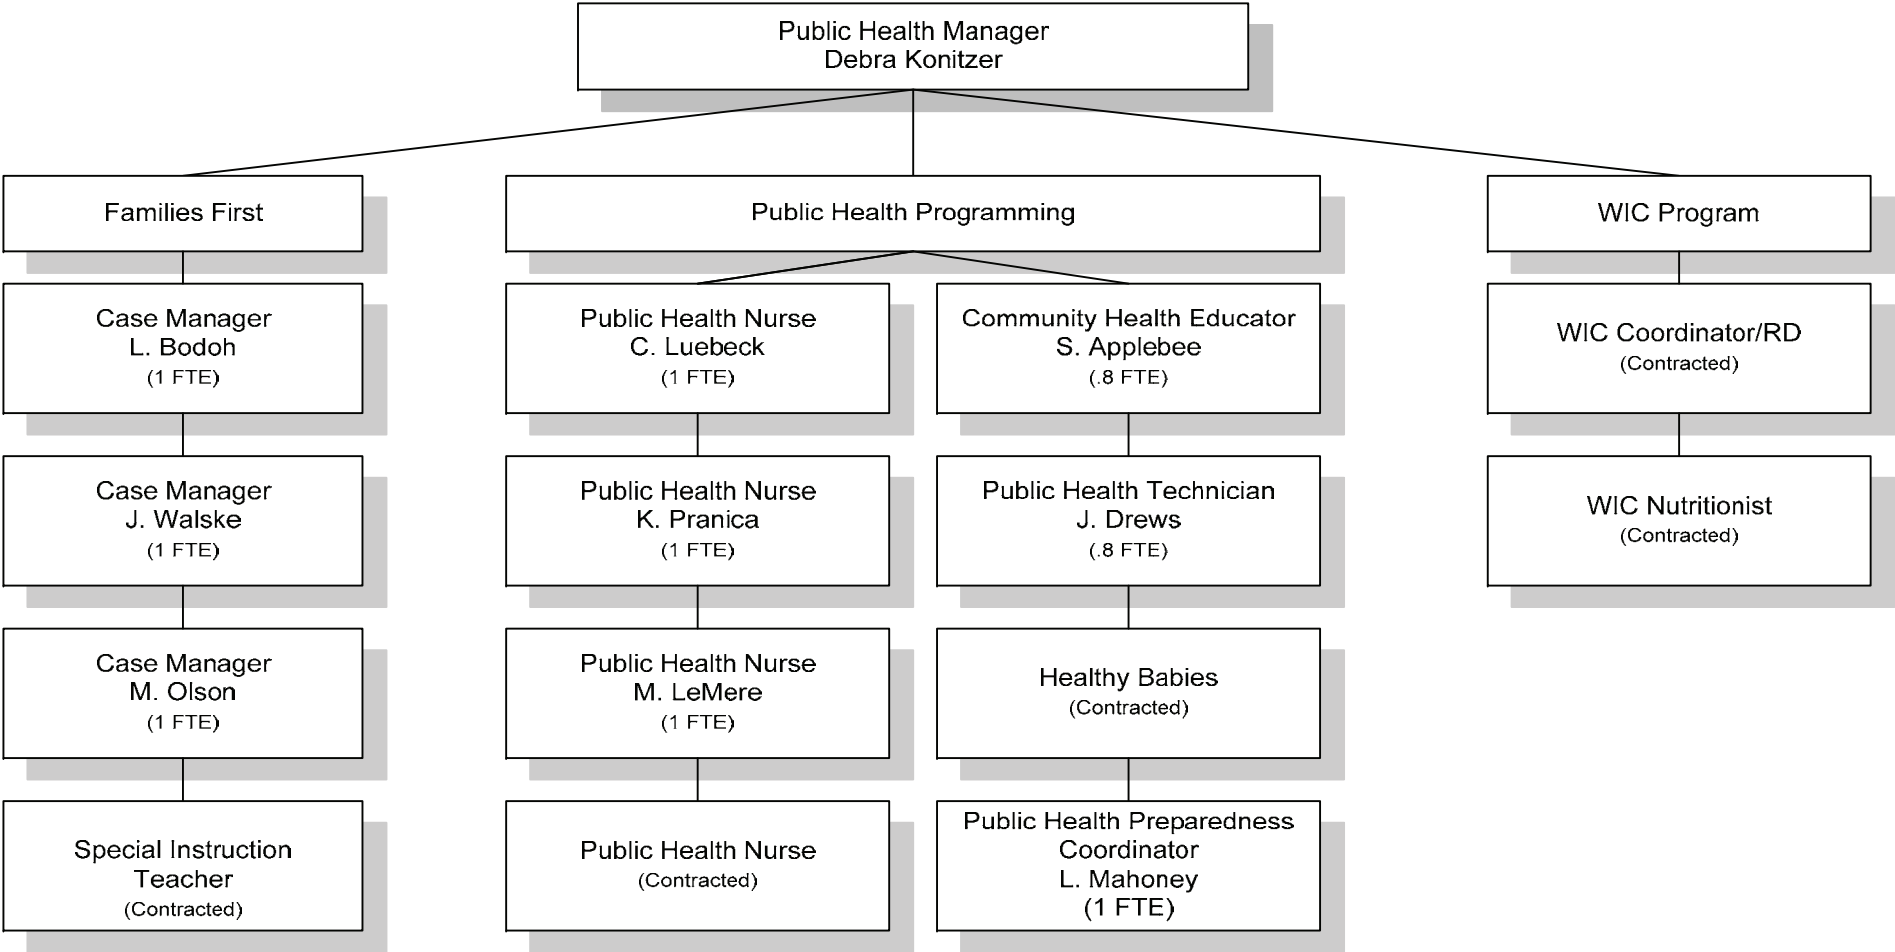 Public Health Manager
Debra Konitzer
Families First
Public Health Programming
WIC Program
Case Manager
L. Bodoh
(1 FTE)
Public Health Nurse
C. Luebeck
(1 FTE)
Community Health Educator
S. Applebee
(.8 FTE)
WIC Coordinator/RD
(Contracted)
Case Manager
J. Walske
(1 FTE)
Public Health Nurse
K. Pranica
(1 FTE)
Public Health Technician
J. Drews
(.8 FTE)
WIC Nutritionist
(Contracted)
Case Manager
M. Olson
(1 FTE)
Public Health Nurse
M. LeMere
(1 FTE)
Healthy Babies
(Contracted)
Special Instruction
Teacher
(Contracted)
Public Health Nurse
(Contracted)
Public Health Preparedness
Coordinator
L. Mahoney
(1 FTE)